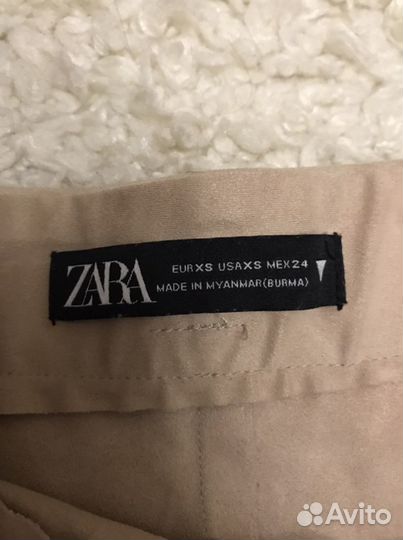 ZARA
EUR XS USA XS MEX 24
MADE IN MYANMAR (BURMA)
Avito